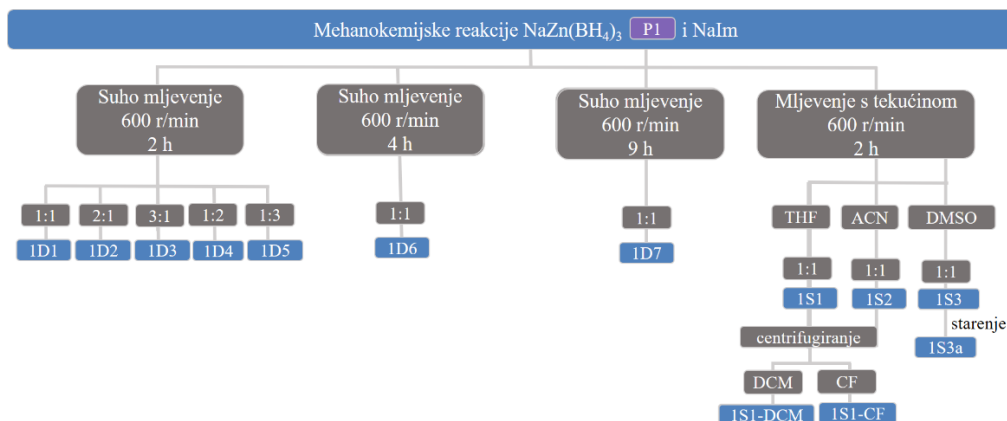 Mehanokemijske reakcije NaZn(BH₄)₃ P1 i NaIm
Suho mljevenje
600 r/min
2 h
Suho mljevenje
600 r/min
4 h
Suho mljevenje
600 r/min
9 h
Mljevenje s tekućinom
600 r/min
2 h
1:1 2:1 3:1 1:2 1:3
1D1 1D2 1D3 1D4 1D5
1:1
1D6
1:1
1D7
THF ACN DMSO
1:1 1:1 1:1
1S1 1S2 1S3
starenje
1S3a
centrifugiranje
DCM CF
1S1-DCM 1S1-CF